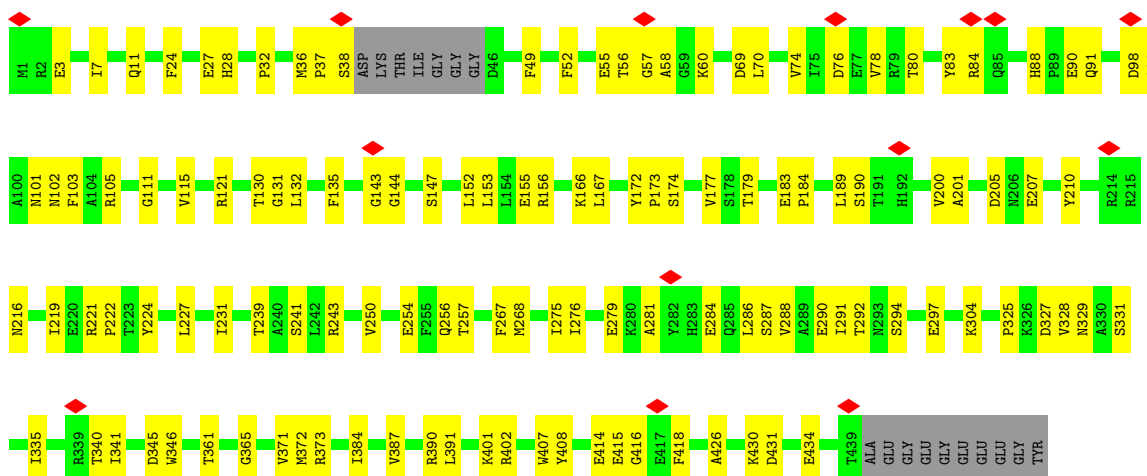 M1 R2 E3 I7 Q11 F24 E27 H28 P32 M36 P37 S38 ASP LYS THR ILE GLY GLY GLY D46 F49 F52 E55 T56 G57 A58 G59 K60 D69 L70 V74 I75 D76 E77 V78 R79 T80 Y83 R84 Q85 H88 P89 E90 Q91 D98
A100 N101 N102 F103 A104 R105 G111 V115 R121 T130 G131 L132 F135 G143 G144 S147 L152 L153 L154 E155 R156 K166 L167 Y172 P173 S174 V177 S178 T179 E183 P184 L189 S190 T191 H192 V200 A201 D205 N206 E207 Y210 R214 R215
N216 I219 E220 R221 P222 T223 Y224 L227 I231 T239 A240 S241 L242 R243 V250 E254 F255 Q256 T257 F267 M268 I275 I276 E279 K280 A281 Y282 H283 E284 Q285 L286 S287 V288 A289 E290 I291 T292 N293 S294 E297 K304 P325 K326 D327 V328 N329 A330 S331
I335 R339 T340 I341 D345 W346 T361 G365 V371 M372 R373 I384 V387 R390 L391 K401 R402 W407 Y408 E414 E415 G416 E417 F418 A426 K430 D431 E434 T439 ALA GLU GLY GLU GLY GLU GLU GLU GLY TYR